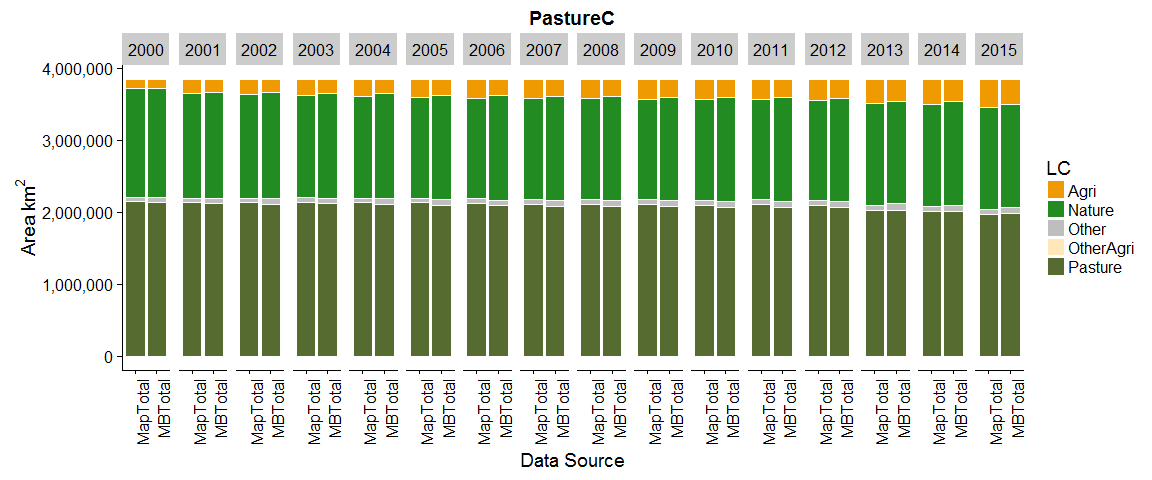 PastureC
2000 2001 2002 2003 2004 2005 2006 2007 2008 2009 2010 2011 2012 2013 2014 2015
4,000,000
3,000,000
2,000,000
1,000,000
0
Area km²
MapTotal MBTotal MapTotal MBTotal MapTotal MBTotal MapTotal MBTotal MapTotal MBTotal MapTotal MBTotal MapTotal MBTotal MapTotal MBTotal MapTotal MBTotal MapTotal MBTotal MapTotal MBTotal MapTotal MBTotal MapTotal MBTotal MapTotal MBTotal MapTotal MBTotal MapTotal MBTotal
Data Source
LC
Agri
Nature
Other
OtherAgri
Pasture